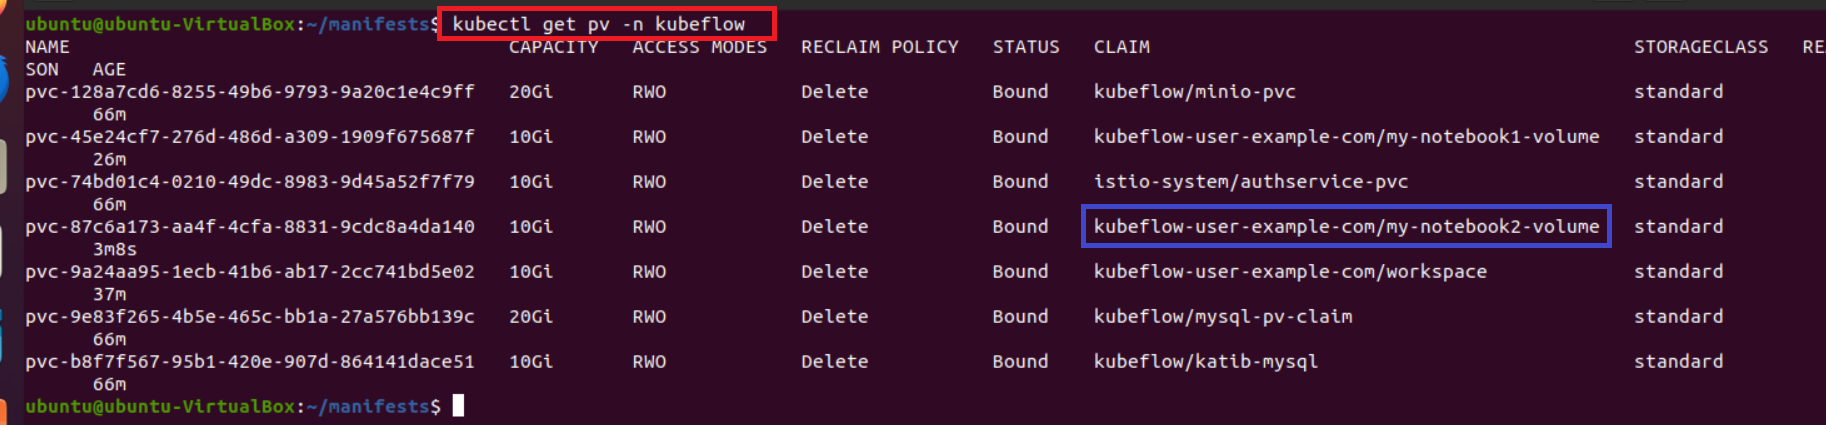 ubuntu@ubuntu-VirtualBox:~/manifests$ kubectl get pv -n kubeflow
NAME CAPACITY ACCESS MODES RECLAIM POLICY STATUS CLAIM STORAGECLASS REA
SON AGE
pvc-128a7cd6-8255-49b6-9793-9a20c1e4c9ff 20Gi RWO Delete Bound kubeflow/minio-pvc standard
66m
pvc-45e24cf7-276d-486d-a309-1909f675687f 10Gi RWO Delete Bound kubeflow-user-example-com/my-notebook1-volume standard
26m
pvc-74bd01c4-0210-49dc-8983-9d45a52f7f79 10Gi RWO Delete Bound istio-system/authservice-pvc standard
66m
pvc-87c6a173-aa4f-4cfa-8831-9cdc8a4da140 10Gi RWO Delete Bound kubeflow-user-example-com/my-notebook2-volume standard
3m8s
pvc-9a24aa95-1ecb-41b6-ab17-2cc741bd5e02 10Gi RWO Delete Bound kubeflow-user-example-com/workspace standard
37m
pvc-9e83f265-4b5e-465c-bb1a-27a576bb139c 20Gi RWO Delete Bound kubeflow/mysql-pv-claim standard
66m
pvc-b8f7f567-95b1-420e-907d-864141dace51 10Gi RWO Delete Bound kubeflow/katib-mysql standard
66m
ubuntu@ubuntu-VirtualBox:~/manifests$